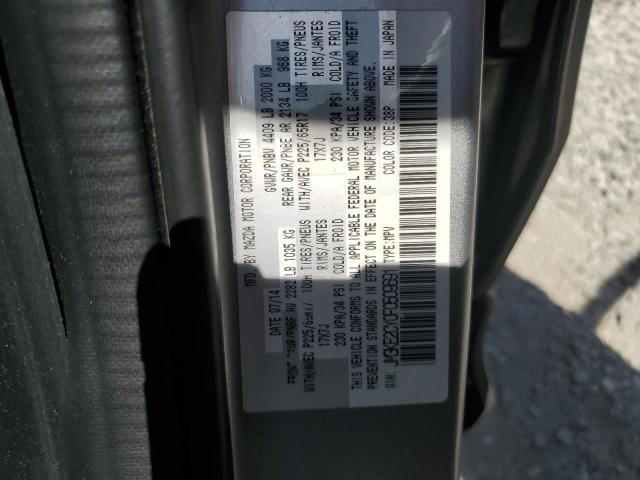 MFD BY MAZDA MOTOR CORPORATION
DATE 07/14 GVWR/PNBV 4409 LB 2000 KG
FRONT GAWR/PNBE AV 2282 LB 1035 KG REAR GAWR/PNBE AR 2134 LB 968 KG
WITH/AVEC P225/65R17 100H TIRES/PNEUS WITH/AVEC P225/65R17 100H TIRES/PNEUS
17X7J RIMS/JANTES 17X7J RIMS/JANTES
230 KPA/34 PSI COLD/A FROID 230 KPA/34 PSI COLD/A FROID
THIS VEHICLE CONFORMS TO ALL APPLICABLE FEDERAL MOTOR VEHICLE SAFETY AND THEFT
PREVENTION STANDARDS IN EFFECT ON THE DATE OF MANUFACTURE SHOWN ABOVE.
VIN: TYPE:MPV COLOR CODE:38P MADE IN JAPAN